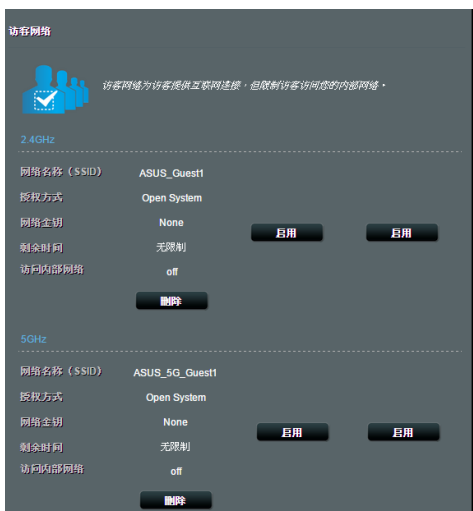 访客网络
访客网络为访客提供互联网连接，但限制访客访问您的内部网络。
2.4GHz
网络名称（SSID） ASUS_Guest1
授权方式 Open System
网络金钥 None 启用 启用
剩余时间 无限制
访问内部网络 off
删除
5GHz
网络名称（SSID） ASUS_5G_Guest1
授权方式 Open System
网络金钥 None 启用 启用
剩余时间 无限制
访问内部网络 off
删除